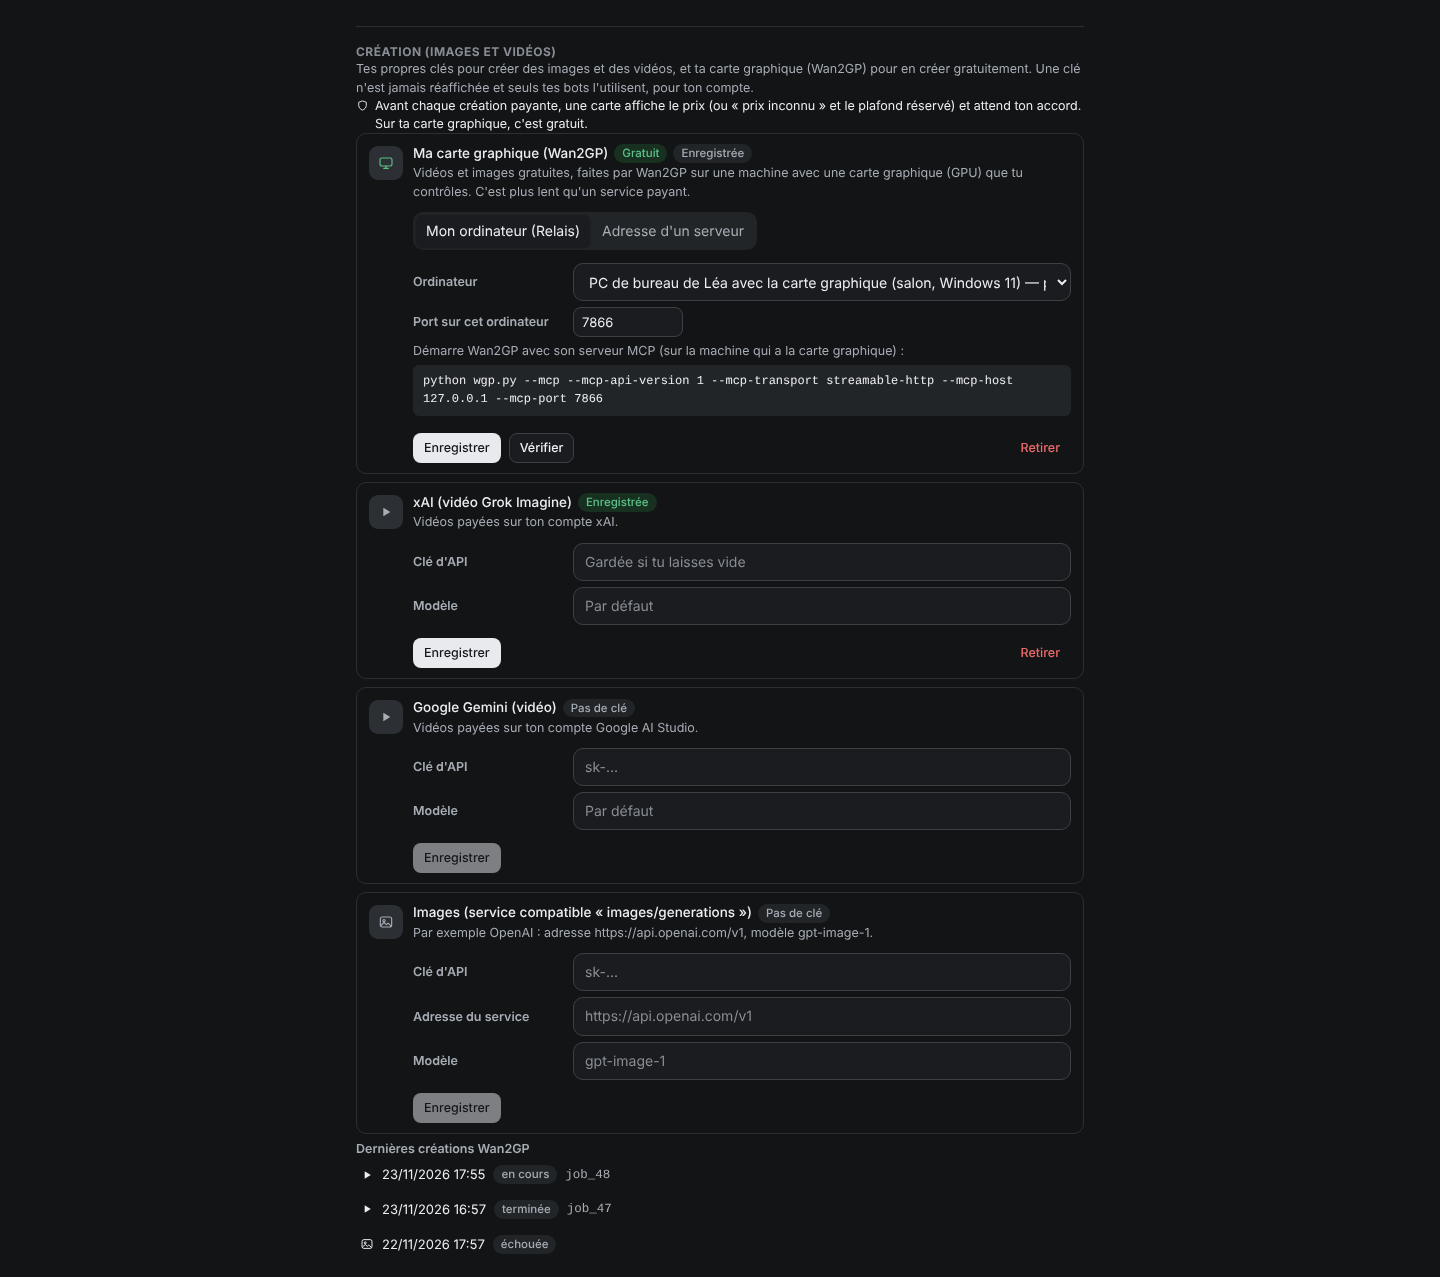 CRÉATION (IMAGES ET VIDÉOS)
Tes propres clés pour créer des images et des vidéos, et ta carte graphique (Wan2GP) pour en créer gratuitement. Une clé
n'est jamais réaffichée et seuls tes bots l'utilisent, pour ton compte.
Avant chaque création payante, une carte affiche le prix (ou « prix inconnu » et le plafond réservé) et attend ton accord.
Sur ta carte graphique, c'est gratuit.
Ma carte graphique (Wan2GP) Gratuit Enregistrée
Vidéos et images gratuites, faites par Wan2GP sur une machine avec une carte graphique (GPU) que tu
contrôles. C'est plus lent qu'un service payant.
Mon ordinateur (Relais) Adresse d'un serveur
Ordinateur PC de bureau de Léa avec la carte graphique (salon, Windows 11) —
Port sur cet ordinateur 7866
Démarre Wan2GP avec son serveur MCP (sur la machine qui a la carte graphique) :
python wgp.py --mcp --mcp-api-version 1 --mcp-transport streamable-http --mcp-host
127.0.0.1 --mcp-port 7866
Enregistrer Vérifier Retirer
xAI (vidéo Grok Imagine) Enregistrée
Vidéos payées sur ton compte xAI.
Clé d'API Gardée si tu laisses vide
Modèle Par défaut
Enregistrer Retirer
Google Gemini (vidéo) Pas de clé
Vidéos payées sur ton compte Google AI Studio.
Clé d'API sk-...
Modèle Par défaut
Enregistrer
Images (service compatible « images/generations ») Pas de clé
Par exemple OpenAI : adresse https://api.openai.com/v1, modèle gpt-image-1.
Clé d'API sk-...
Adresse du service https://api.openai.com/v1
Modèle gpt-image-1
Enregistrer
Dernières créations Wan2GP
23/11/2026 17:55 en cours job_48
23/11/2026 16:57 terminée job_47
22/11/2026 17:57 échouée